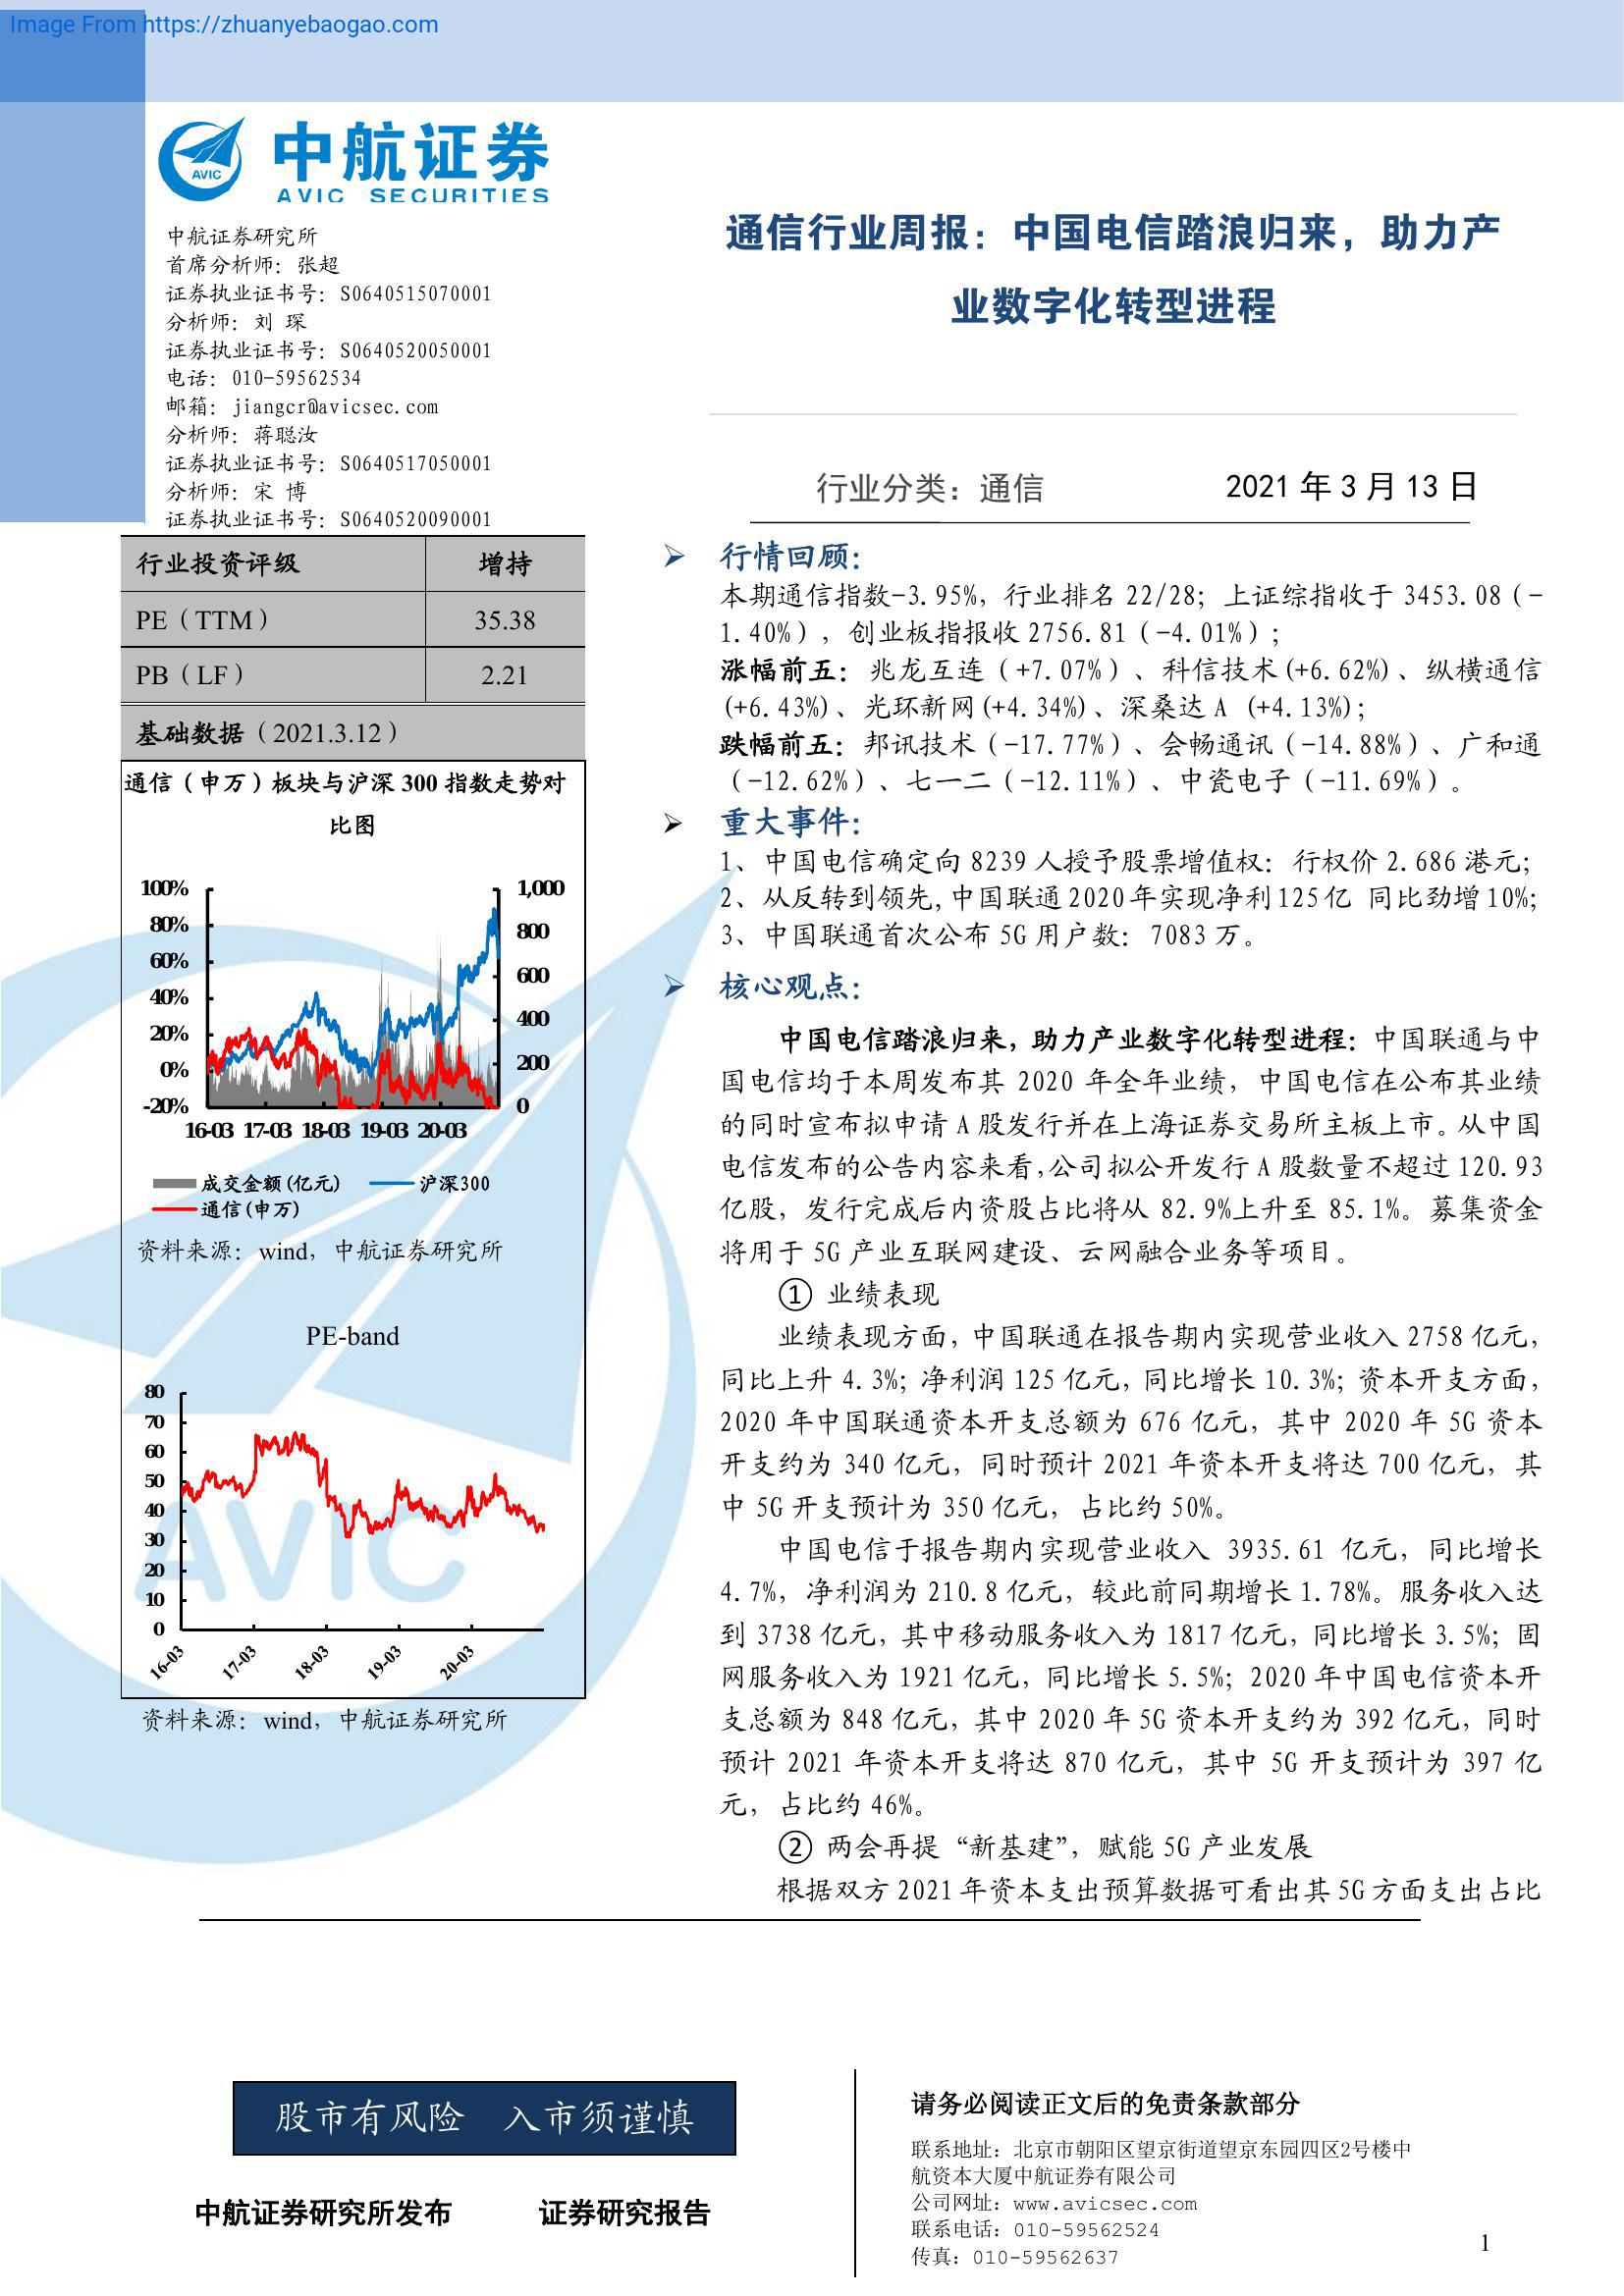 Image From https://zhuanyebaogao.com
AVIC
中航证券
AVIC SECURITIES
中航证券研究所
首席分析师：张超
证券执业证书号：S0640515070001
分析师：刘 琛
证券执业证书号：S0640520050001
电话：010-59562534
邮箱：jiangcr@avicsec.com
分析师：蒋聪汝
证券执业证书号：S0640517050001
分析师：宋 博
证券执业证书号：S0640520090001
行业投资评级 增持
PE（TTM） 35.38
PB（LF） 2.21
基础数据（2021.3.12）
通信（申万）板块与沪深 300 指数走势对
比图
100% 1,000
80% 800
60% 600
40% 400
20% 200
0%
-20% 0
16-03 17-03 18-03 19-03 20-03
成交金额(亿元) 沪深300
通信(申万)
资料来源：wind，中航证券研究所
PE-band
80
70
60
50
40
30
20
10
0
16-03 17-03 18-03 19-03 20-03
资料来源：wind，中航证券研究所
AVIC
通信行业周报：中国电信踏浪归来，助力产
业数字化转型进程
行业分类：通信 2021 年 3 月 13 日
行情回顾：
本期通信指数-3.95%，行业排名 22/28；上证综指收于 3453.08（-
1.40%），创业板指报收 2756.81（-4.01%）；
涨幅前五：兆龙互连（+7.07%）、科信技术(+6.62%)、纵横通信
(+6.43%)、光环新网(+4.34%)、深桑达 A (+4.13%)；
跌幅前五：邦讯技术（-17.77%）、会畅通讯（-14.88%）、广和通
（-12.62%）、七一二（-12.11%）、中瓷电子（-11.69%）。
重大事件：
1、中国电信确定向 8239 人授予股票增值权：行权价 2.686 港元；
2、从反转到领先,中国联通2020年实现净利125亿 同比劲增10%；
3、中国联通首次公布 5G 用户数：7083 万。
核心观点：
中国电信踏浪归来，助力产业数字化转型进程：中国联通与中
国电信均于本周发布其 2020 年全年业绩，中国电信在公布其业绩
的同时宣布拟申请 A 股发行并在上海证券交易所主板上市。从中国
电信发布的公告内容来看,公司拟公开发行 A 股数量不超过 120.93
亿股，发行完成后内资股占比将从 82.9%上升至 85.1%。募集资金
将用于 5G 产业互联网建设、云网融合业务等项目。
① 业绩表现
业绩表现方面，中国联通在报告期内实现营业收入 2758 亿元，
同比上升 4.3%；净利润 125 亿元，同比增长 10.3%；资本开支方面，
2020 年中国联通资本开支总额为 676 亿元，其中 2020 年 5G 资本
开支约为 340 亿元，同时预计 2021 年资本开支将达 700 亿元，其
中 5G 开支预计为 350 亿元，占比约 50%。
中国电信于报告期内实现营业收入 3935.61 亿元，同比增长
4.7%，净利润为 210.8 亿元，较此前同期增长 1.78%。服务收入达
到 3738 亿元，其中移动服务收入为 1817 亿元，同比增长 3.5%；固
网服务收入为 1921 亿元，同比增长 5.5%；2020 年中国电信资本开
支总额为 848 亿元，其中 2020 年 5G 资本开支约为 392 亿元，同时
预计 2021 年资本开支将达 870 亿元，其中 5G 开支预计为 397 亿
元，占比约 46%。
② 两会再提“新基建”，赋能 5G 产业发展
根据双方 2021 年资本支出预算数据可看出其 5G 方面支出占比
股市有风险 入市须谨慎
中航证券研究所发布 证券研究报告
请务必阅读正文后的免责条款部分
联系地址：北京市朝阳区望京街道望京东园四区2号楼中
航资本大厦中航证券有限公司
公司网址：www.avicsec.com
联系电话：010-59562524
传真：010-59562637
1